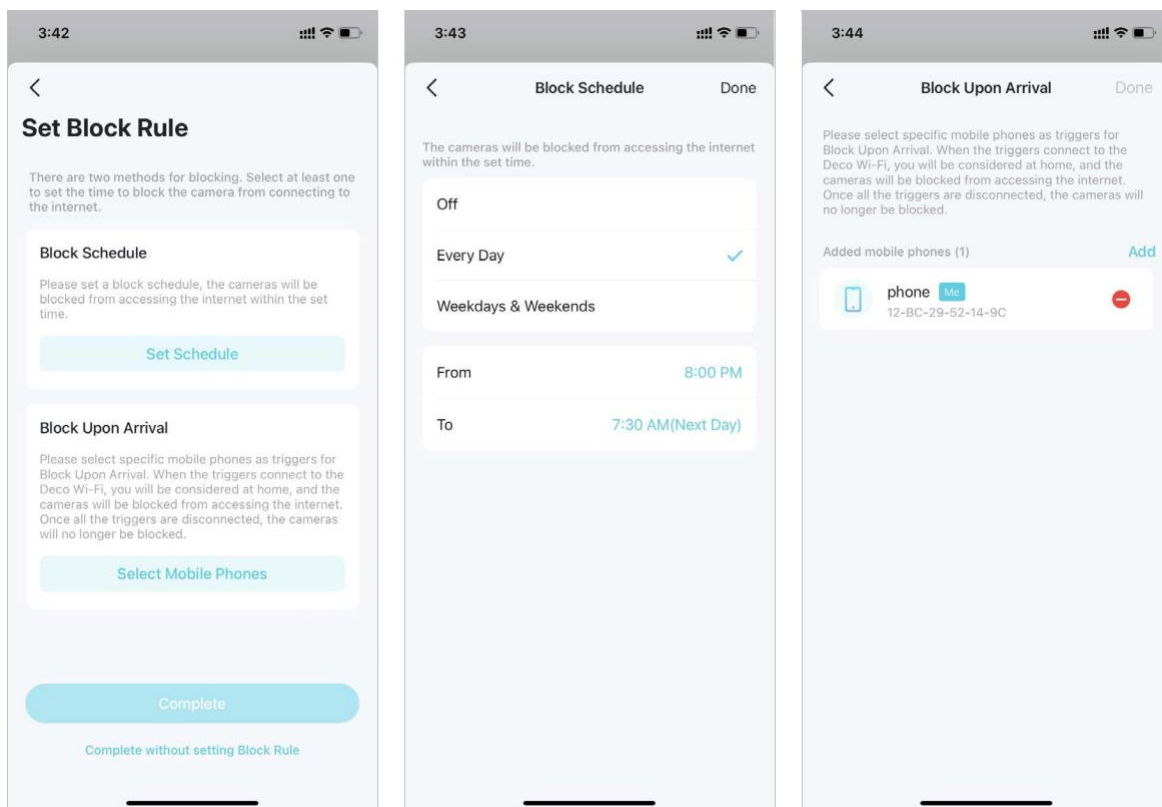 3:42
Set Block Rule
There are two methods for blocking. Select at least one
to set the time to block the camera from connecting to
the internet.
Block Schedule
Please set a block schedule, the cameras will be
blocked from accessing the internet within the set
time.
Set Schedule
Block Upon Arrival
Please select specific mobile phones as triggers for
Block Upon Arrival. When the triggers connect to the
Deco Wi-Fi, you will be considered at home, and the
cameras will be blocked from accessing the internet.
Once all the triggers are disconnected, the cameras
will no longer be blocked.
Select Mobile Phones
Complete
Complete without setting Block Rule
3:43
Block Schedule Done
The cameras will be blocked from accessing the internet
within the set time.
Off
Every Day
Weekdays & Weekends
From 8:00 PM
To 7:30 AM(Next Day)
3:44
Block Upon Arrival Done
Please select specific mobile phones as triggers for
Block Upon Arrival. When the triggers connect to the
Deco Wi-Fi, you will be considered at home, and the
cameras will be blocked from accessing the internet.
Once all the triggers are disconnected, the cameras will
no longer be blocked.
Added mobile phones (1) Add
phone Me
12-BC-29-52-14-9C